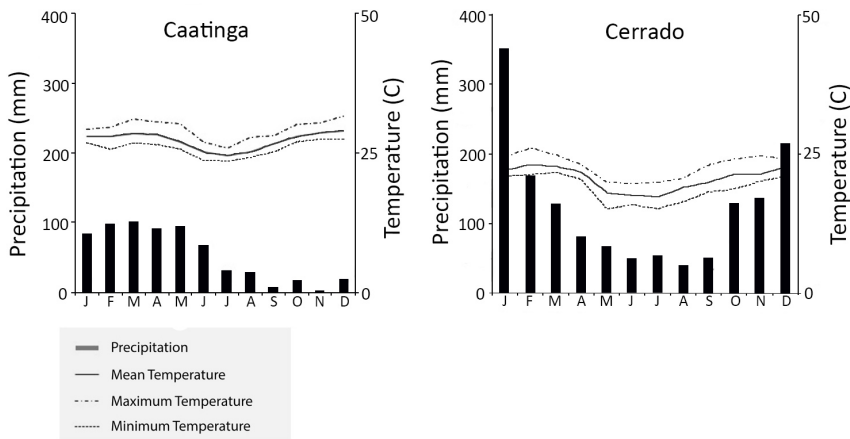 Caatinga
Precipitation (mm)
400
300
200
100
0
Temperature (C)
50
25
0
J F M A M J J A S O N D
Cerrado
Precipitation (mm)
400
300
200
100
0
Temperature (C)
50
25
0
J F M A M J J A S O N D
Precipitation
Mean Temperature
Maximum Temperature
Minimum Temperature